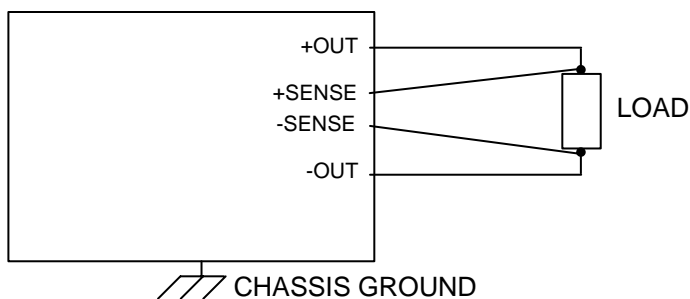 +OUT
+SENSE
-SENSE
-OUT
LOAD
CHASSIS GROUND